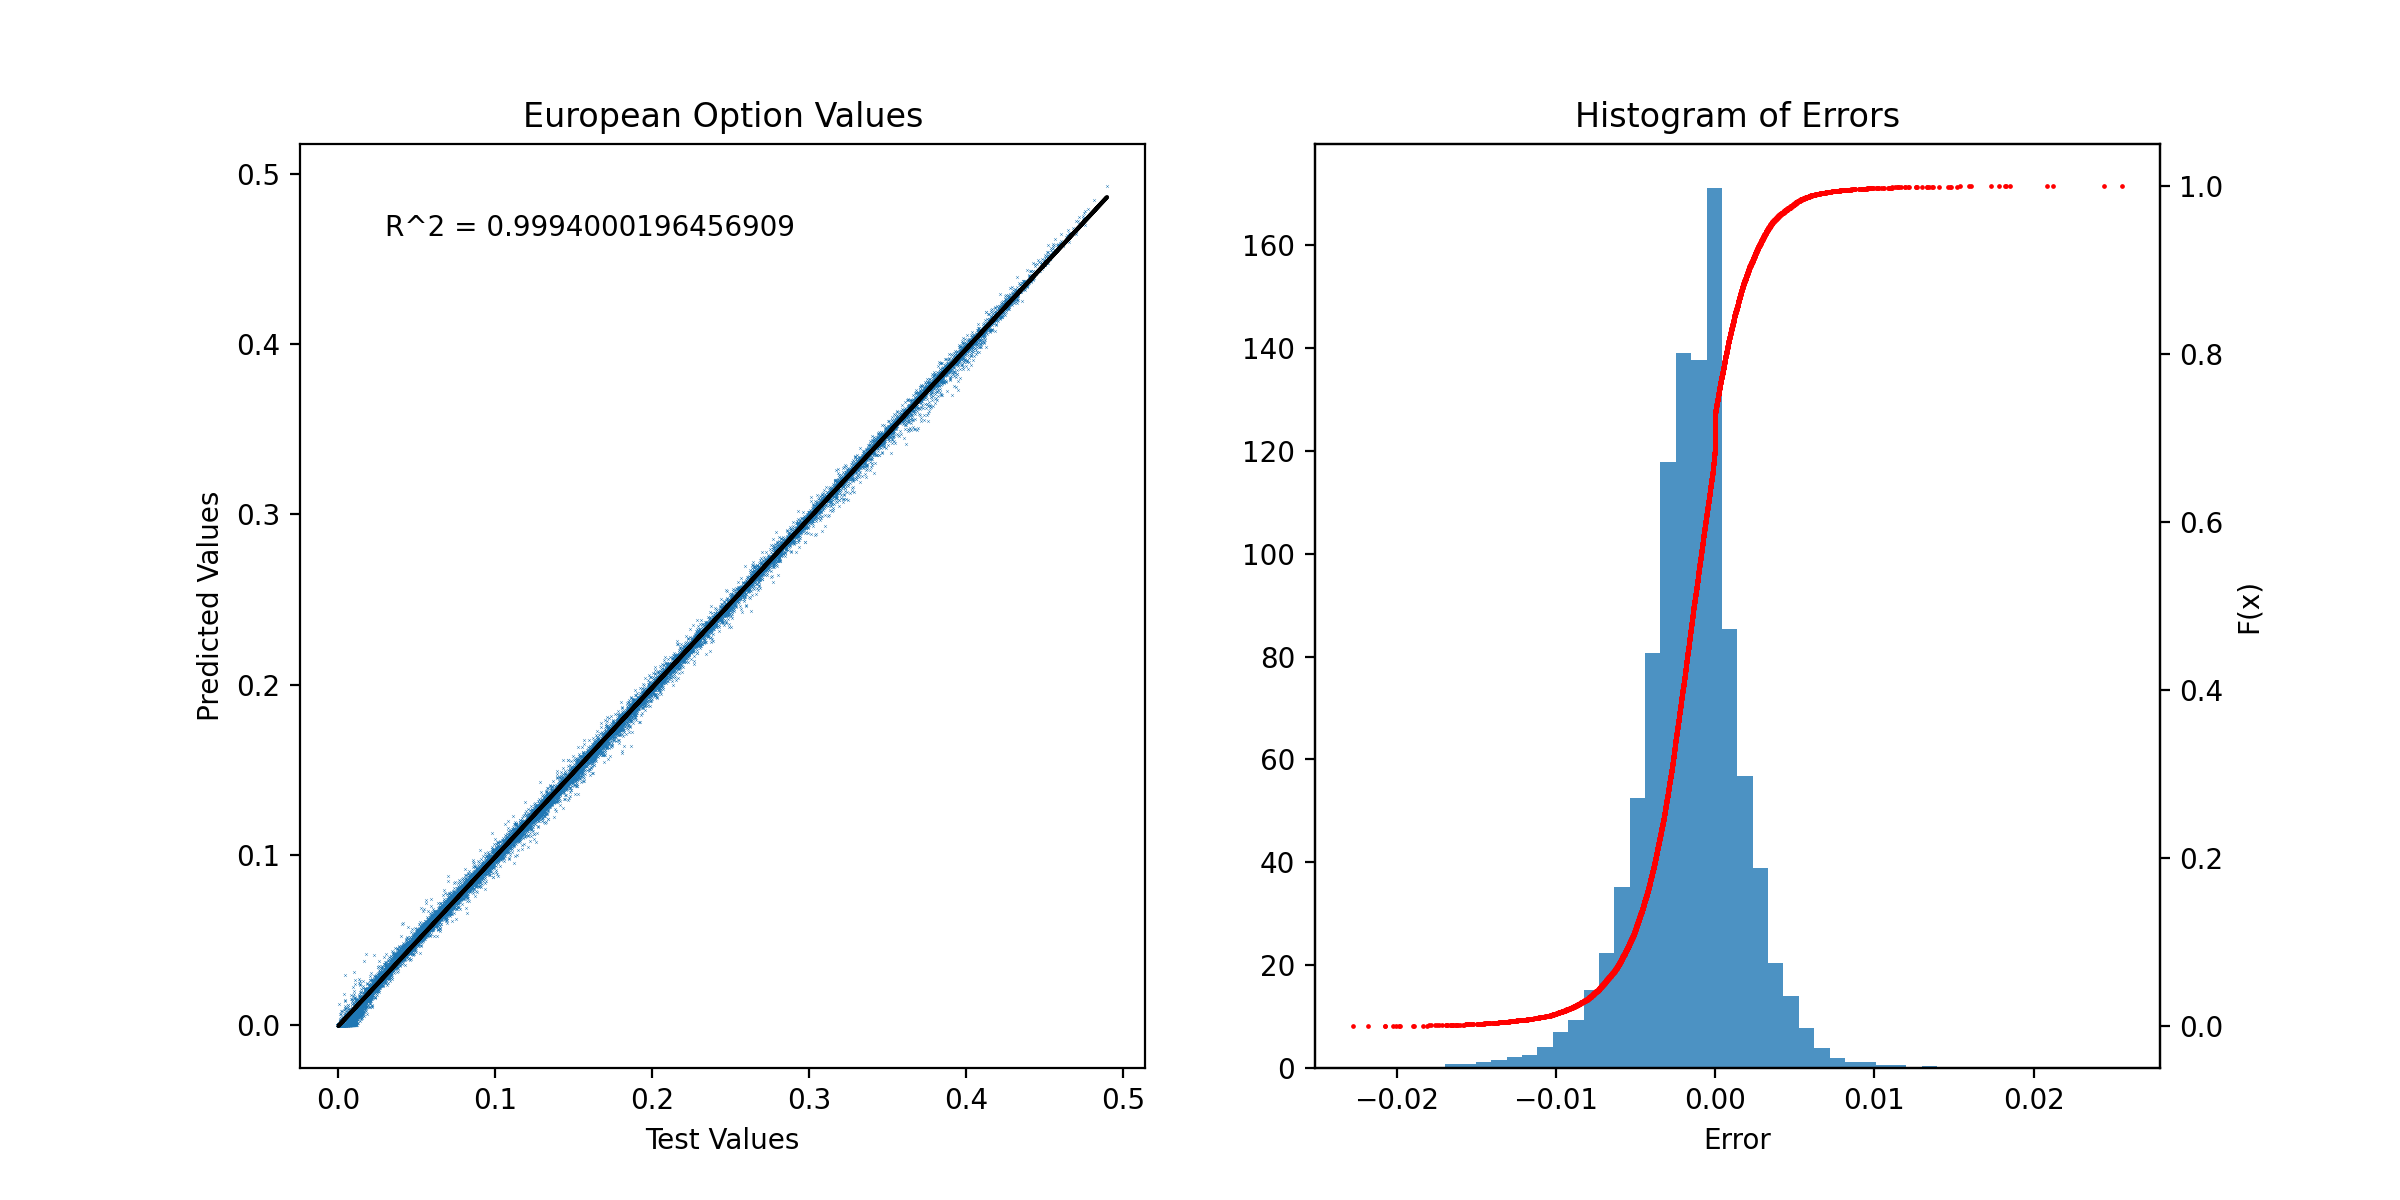 European Option Values
R^2 = 0.9994000196456909
0.5
0.4
0.3
0.2
0.1
0.0
Predicted Values
0.0 0.1 0.2 0.3 0.4 0.5
Test Values
Histogram of Errors
160
140
120
100
80
60
40
20
0
1.0
0.8
0.6
0.4
0.2
0.0
F(x)
−0.02 −0.01 0.00 0.01 0.02
Error